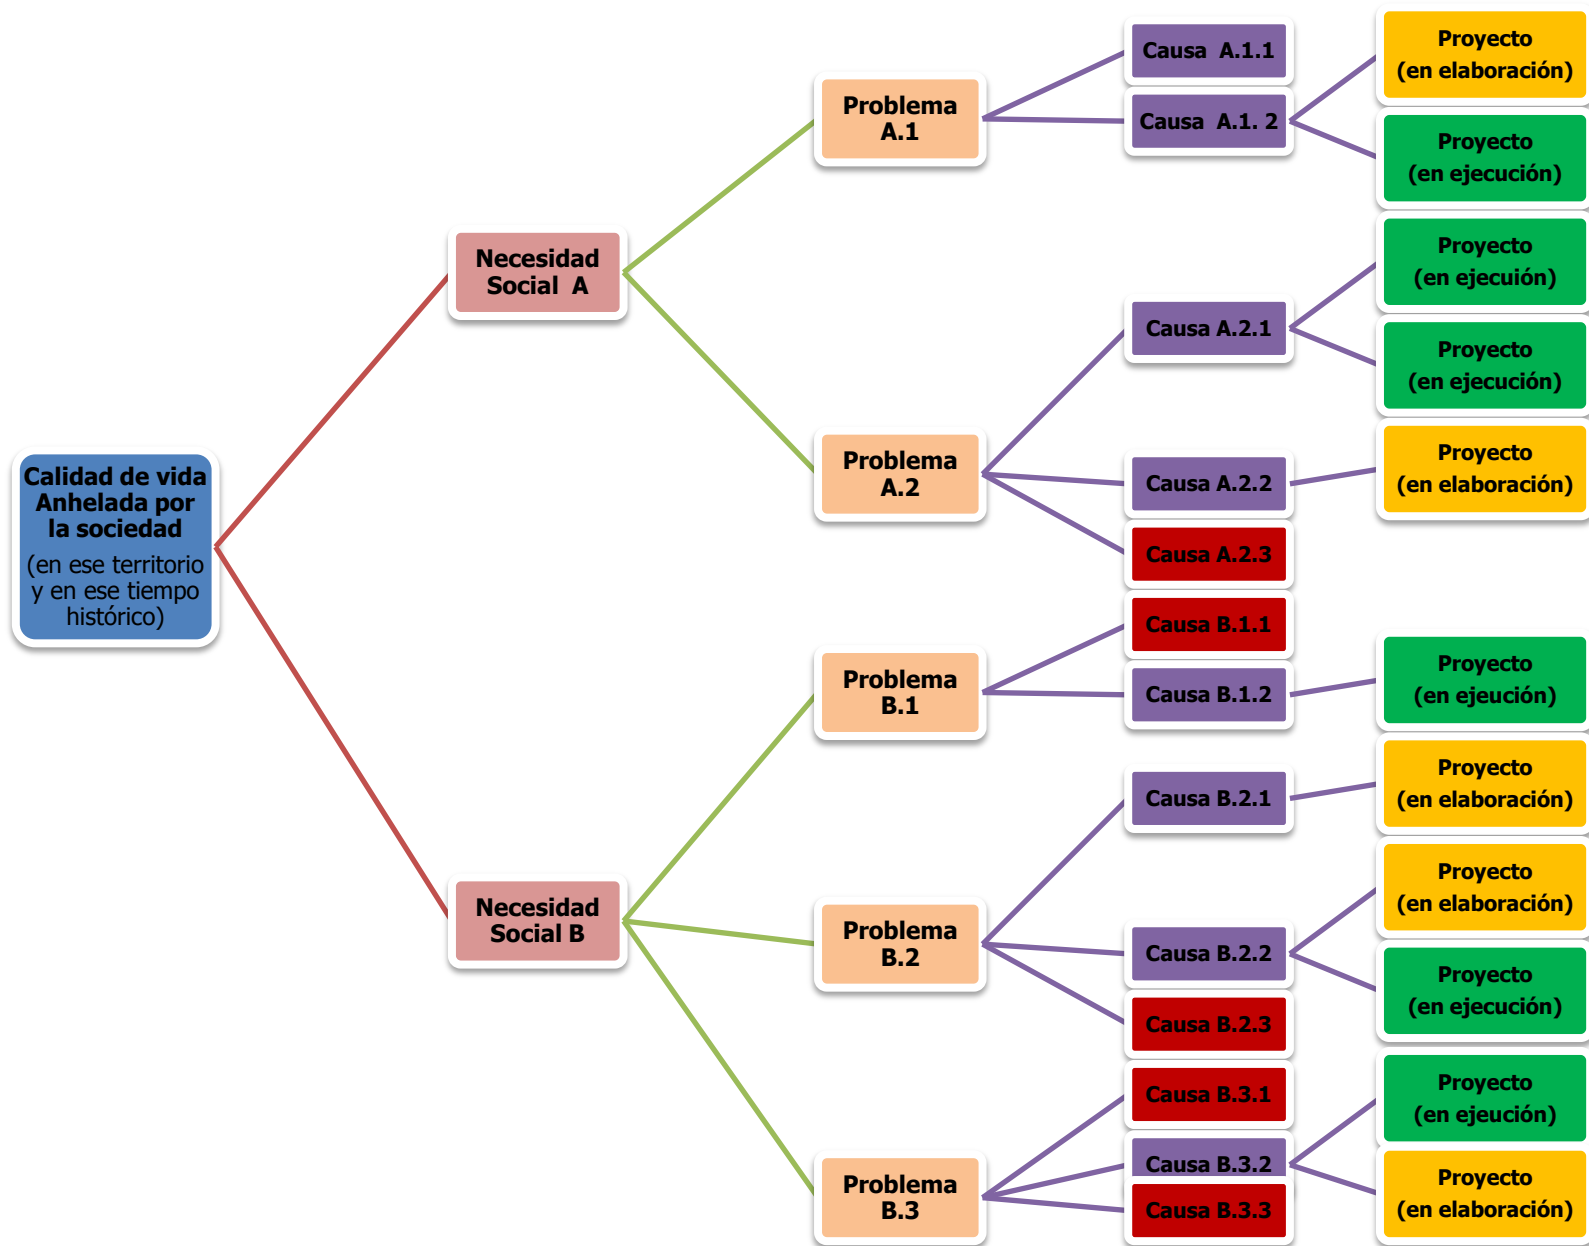 Calidad de vida
Anhelada por
la sociedad
(en ese territorio
y en ese tiempo
histórico)
Necesidad
Social A
Problema
A.1
Causa A.1.1
Causa A.1. 2
Proyecto
(en elaboración)
Proyecto
(en ejecución)
Problema
A.2
Causa A.2.1
Proyecto
(en ejecuión)
Proyecto
(en ejecución)
Causa A.2.2
Proyecto
(en elaboración)
Causa A.2.3
Necesidad
Social B
Problema
B.1
Causa B.1.1
Causa B.1.2
Proyecto
(en ejeución)
Problema
B.2
Causa B.2.1
Proyecto
(en elaboración)
Causa B.2.2
Proyecto
(en elaboración)
Proyecto
(en ejecución)
Causa B.2.3
Problema
B.3
Causa B.3.1
Causa B.3.2
Proyecto
(en ejeución)
Proyecto
(en elaboración)
Causa B.3.3